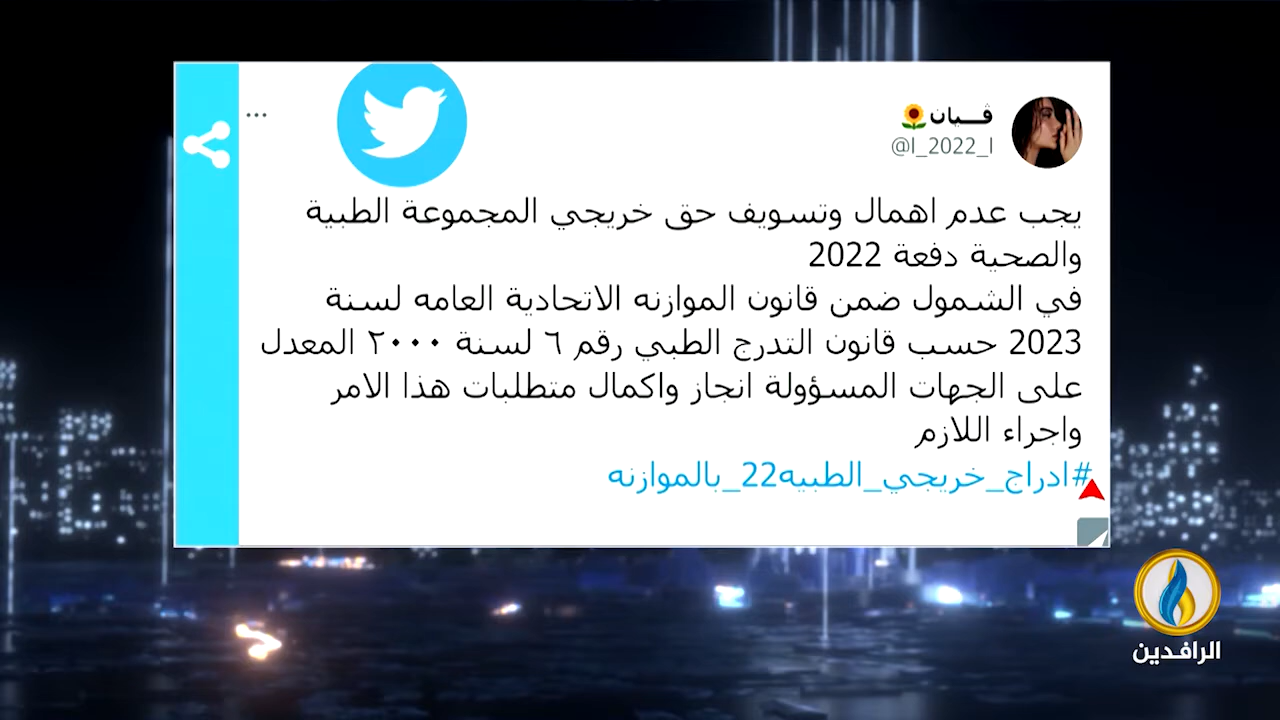 ڤـــيان🌻
@I_2022_I
يجب عدم اهمال وتسويف حق خريجي المجموعة الطبية
والصحية دفعة 2022
في الشمول ضمن قانون الموازنه الاتحادية العامه لسنة
2023 حسب قانون التدرج الطبي رقم ٦ لسنة ٢٠٠٠ المعدل
على الجهات المسؤولة انجاز واكمال متطلبات هذا الامر
واجراء اللازم
#ادراج_خريجي_الطبيه22_بالموازنه
الرافدين